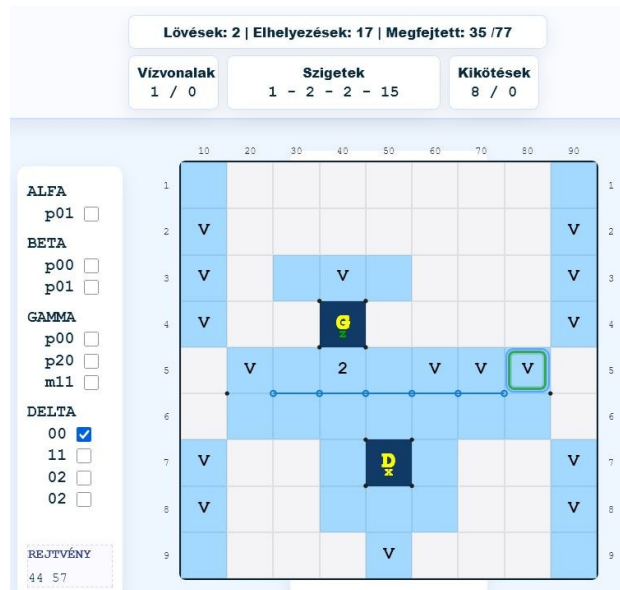 Lövések: 2 | Elhelyezések: 17 | Megfejtett: 35 /77
Vízvonalak
1 / 0
Szigetek
1 - 2 - 2 - 15
Kikötések
8 / 0
10 20 30 40 50 60 70 80 90
ALFA
p01
BETA
p00
p01
GAMMA
p00
p20
m11
DELTA
00
11
02
02
REJTVÉNY
44 57
1 1
2 V V 2
3 V V V 3
4 V G V 4
z
5 V 2 V V V 5
6 6
7 V D V 7
x
8 V V 8
9 V 9